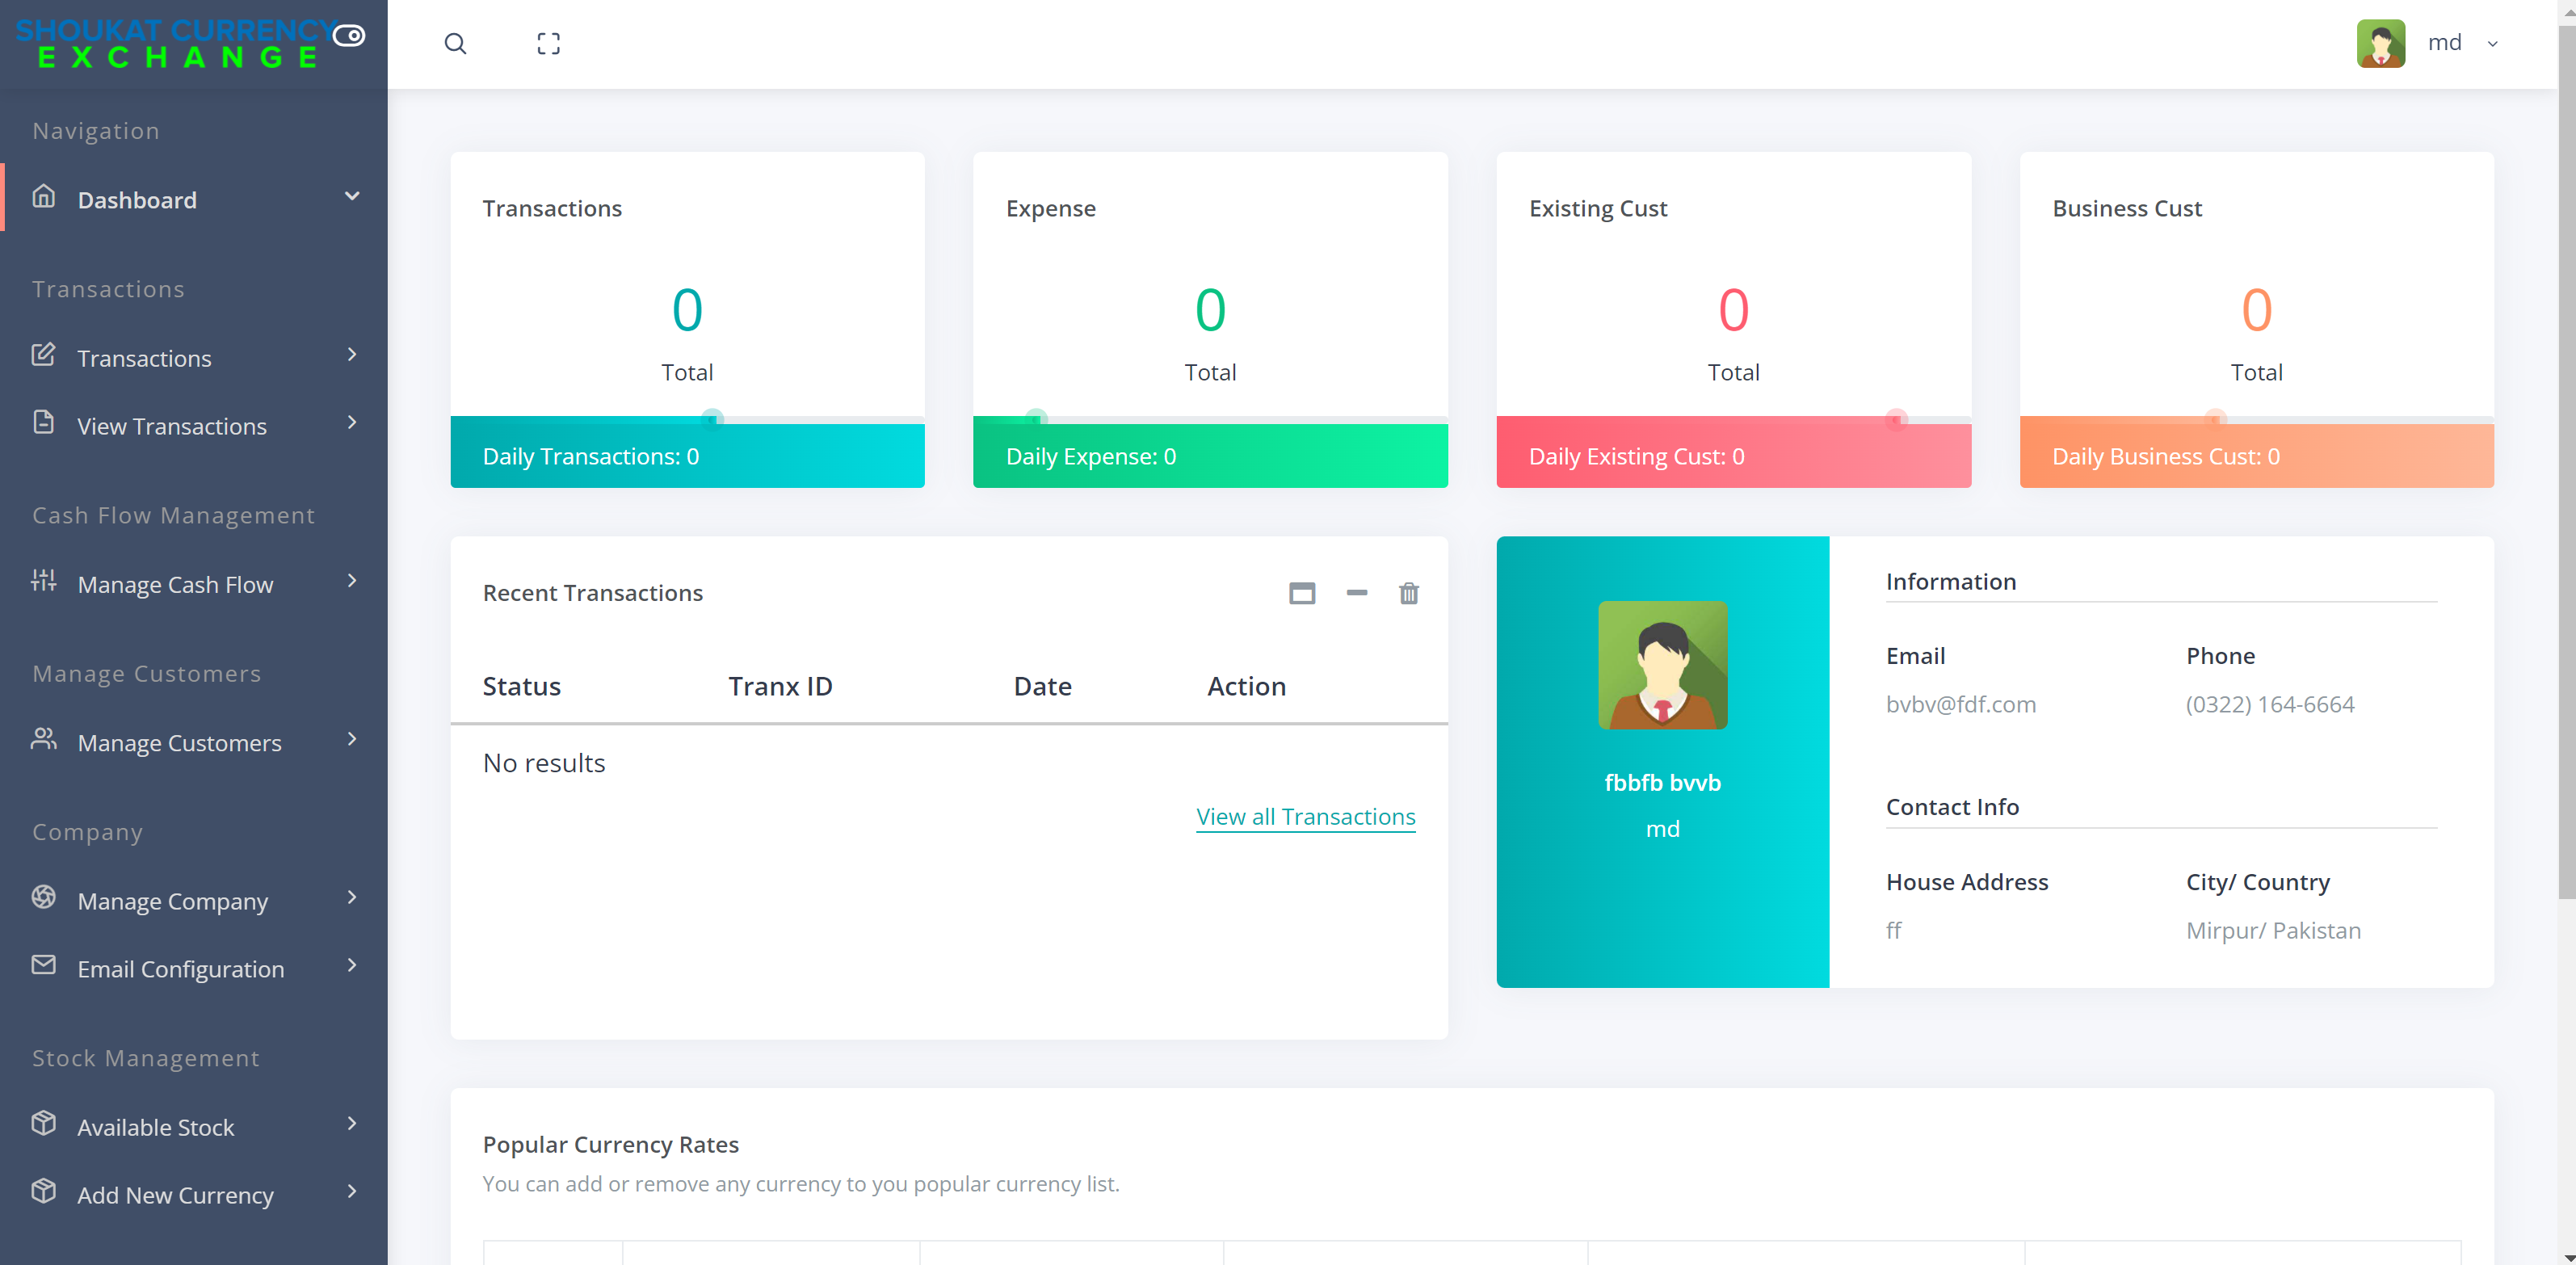 SHOUKAT CURRENCY
EXCHANGE
md
Navigation
Dashboard
Transactions
Transactions
View Transactions
Cash Flow Management
Manage Cash Flow
Manage Customers
Manage Customers
Company
Manage Company
Email Configuration
Stock Management
Available Stock
Add New Currency
Transactions
0
Total
Daily Transactions: 0
Expense
0
Total
Daily Expense: 0
Existing Cust
0
Total
Daily Existing Cust: 0
Business Cust
0
Total
Daily Business Cust: 0
Recent Transactions
Status Tranx ID Date Action
No results
View all Transactions
fbbfb bvvb
md
Information
Email Phone
bvbv@fdf.com (0322) 164-6664
Contact Info
House Address City/ Country
ff Mirpur/ Pakistan
Popular Currency Rates
You can add or remove any currency to you popular currency list.